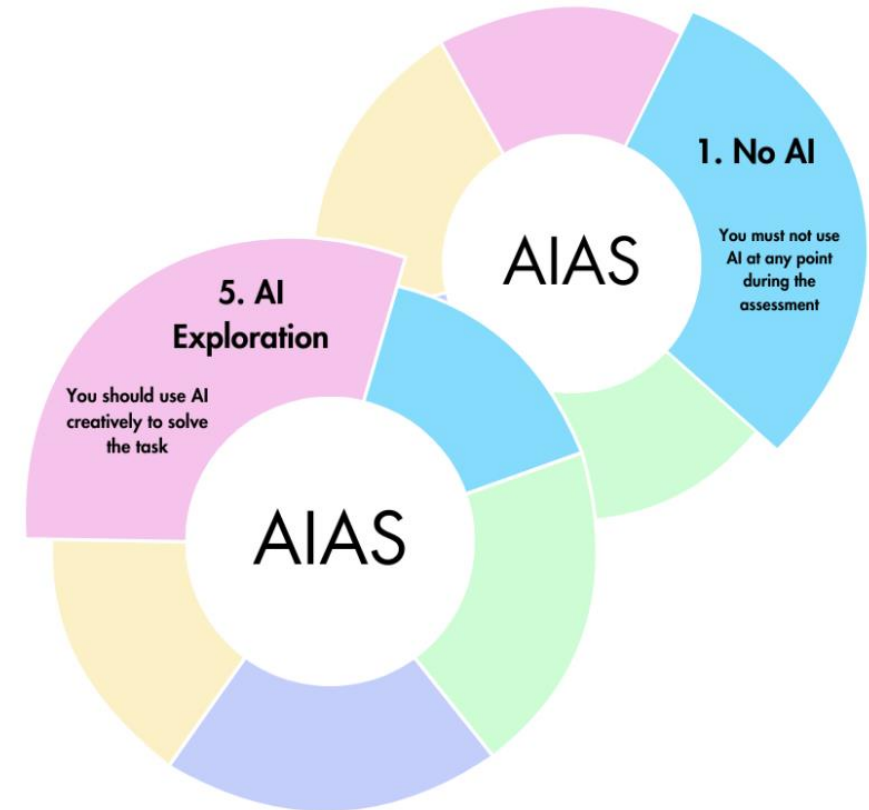 1. No AI
You must not use
AI at any point
during the
assessment
AIAS
5. AI
Exploration
You should use AI
creatively to solve
the task
AIAS